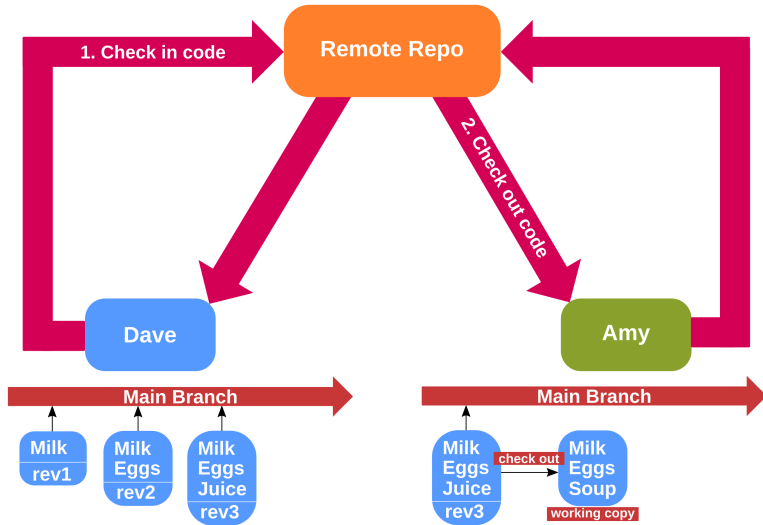 1. Check in code
Remote Repo
2. Check out code
Dave
Amy
Main Branch
Milk
rev1
Milk
Eggs
rev2
Milk
Eggs
Juice
rev3
Main Branch
Milk
Eggs
Juice
rev3
check out
Milk
Eggs
Soup
working copy